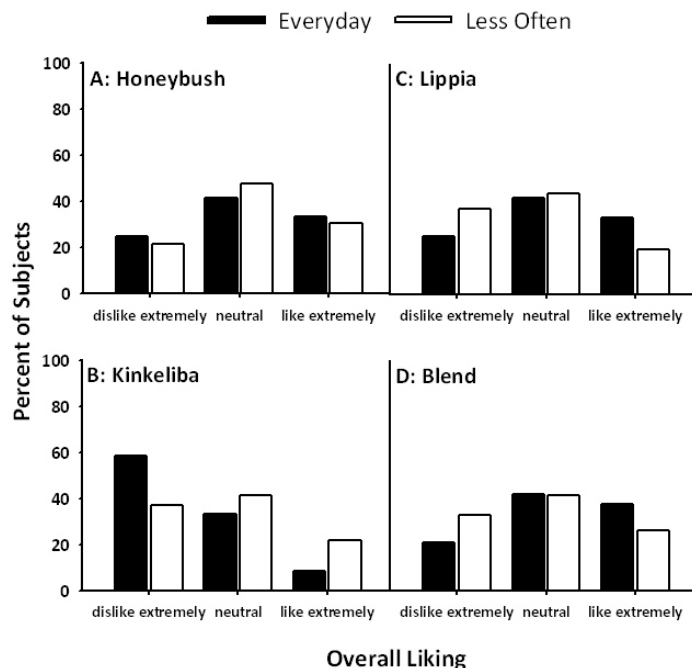 Everyday Less Often
Percent of Subjects
A: Honeybush
100
80
60
40
20
0
dislike extremely neutral like extremely
C: Lippia
dislike extremely neutral like extremely
B: Kinkeliba
100
80
60
40
20
0
dislike extremely neutral like extremely
D: Blend
dislike extremely neutral like extremely
Overall Liking